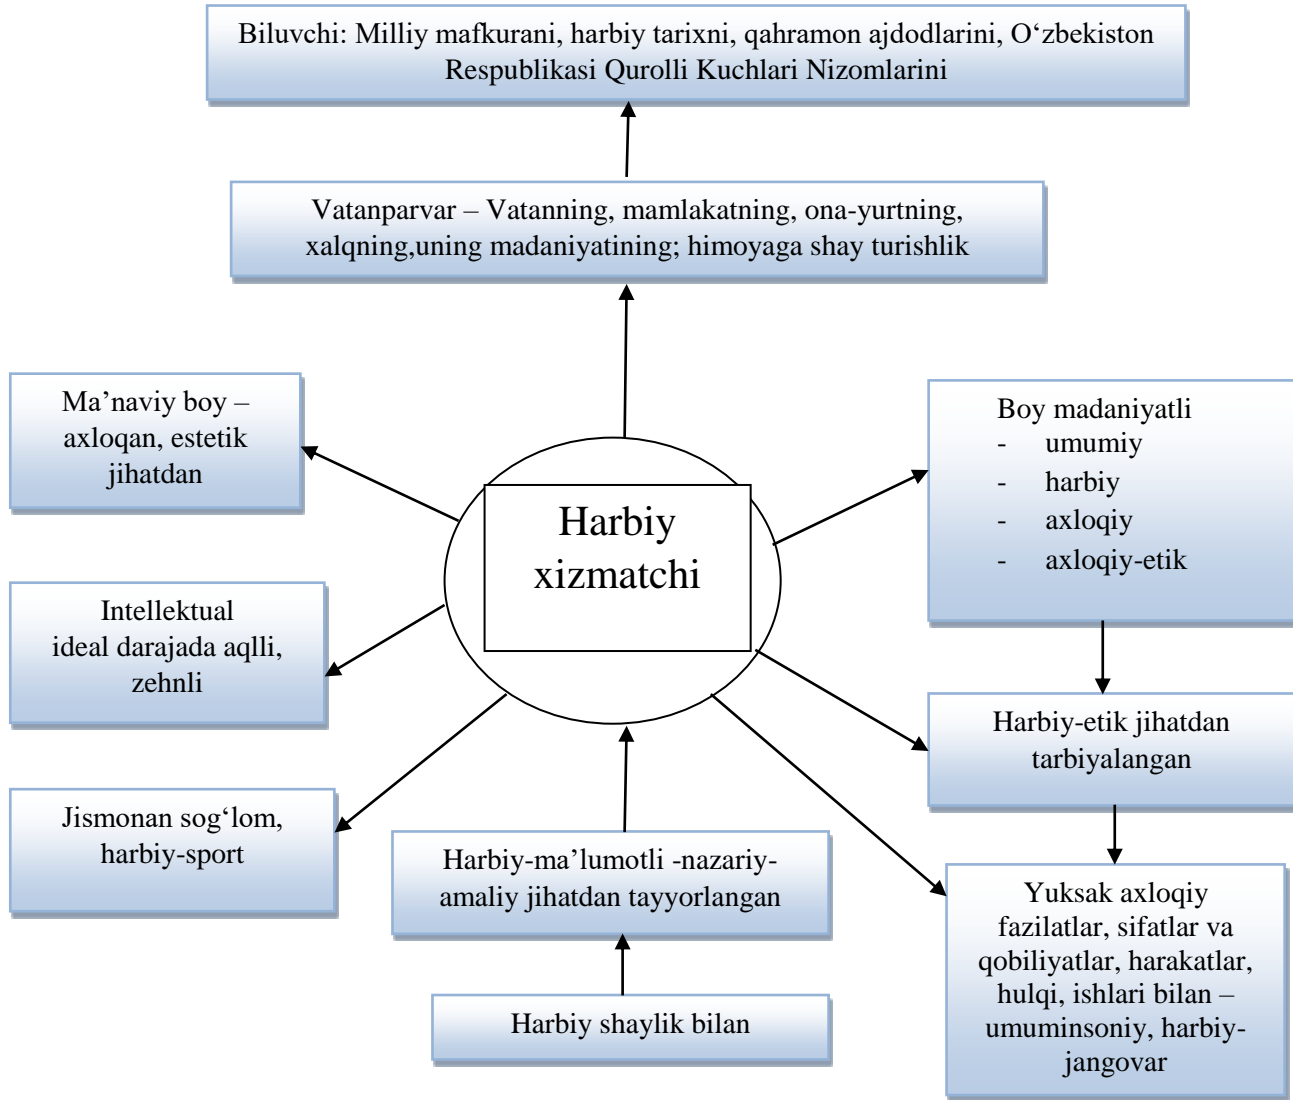 Biluvchi: Milliy mafkurani, harbiy tarixni, qahramon ajdodlarini, O‘zbekiston
Respublikasi Qurolli Kuchlari Nizomlarini
Vatanparvar – Vatanning, mamlakatning, ona-yurtning,
xalqning,uning madaniyatining; himoyaga shay turishlik
Ma’naviy boy –
axloqan, estetik
jihatdan
Boy madaniyatli
- umumiy
- harbiy
- axloqiy
- axloqiy-etik
Harbiy
xizmatchi
Intellektual
ideal darajada aqlli,
zehnli
Harbiy-etik jihatdan
tarbiyalangan
Jismonan sog‘lom,
harbiy-sport
Harbiy-ma’lumotli -nazariy-
amaliy jihatdan tayyorlangan
Yuksak axloqiy
fazilatlar, sifatlar va
qobiliyatlar, harakatlar,
hulqi, ishlari bilan –
umuminsoniy, harbiy-
jangovar
Harbiy shaylik bilan